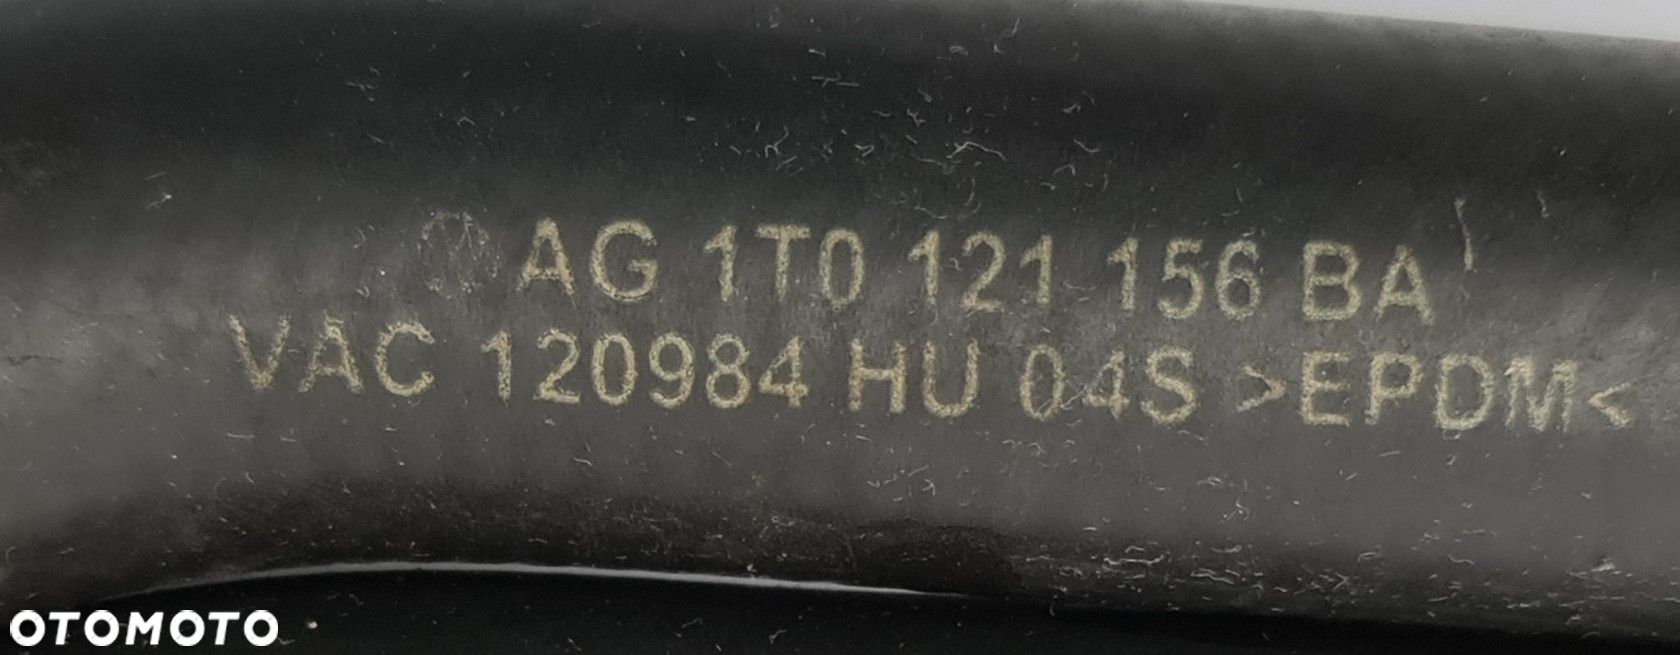 AG 1T0 121 156 BA
VAC 120984 HU 04S >EPDM<
OTOMOTO